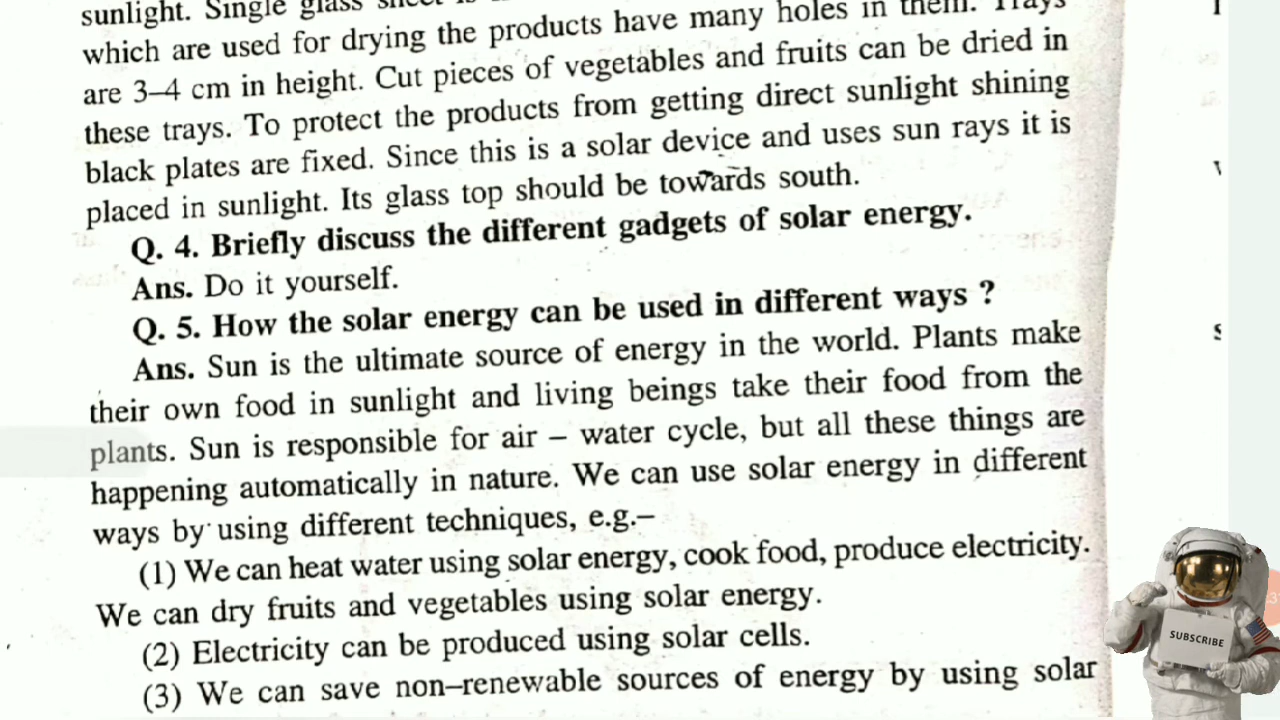 sunlight. Single glass sheet is
which are used for drying the products have many holes in them. Trays
are 3–4 cm in height. Cut pieces of vegetables and fruits can be dried in
these trays. To protect the products from getting direct sunlight shining
black plates are fixed. Since this is a solar device and uses sun rays it is
placed in sunlight. Its glass top should be towards south.
Q. 4. Briefly discuss the different gadgets of solar energy.
Ans. Do it yourself.
Q. 5. How the solar energy can be used in different ways ?
Ans. Sun is the ultimate source of energy in the world. Plants make
their own food in sunlight and living beings take their food from the
plants. Sun is responsible for air – water cycle, but all these things are
happening automatically in nature. We can use solar energy in different
ways by using different techniques, e.g.–
(1) We can heat water using solar energy, cook food, produce electricity.
We can dry fruits and vegetables using solar energy.
(2) Electricity can be produced using solar cells.
(3) We can save non–renewable sources of energy by using solar
SUBSCRIBE